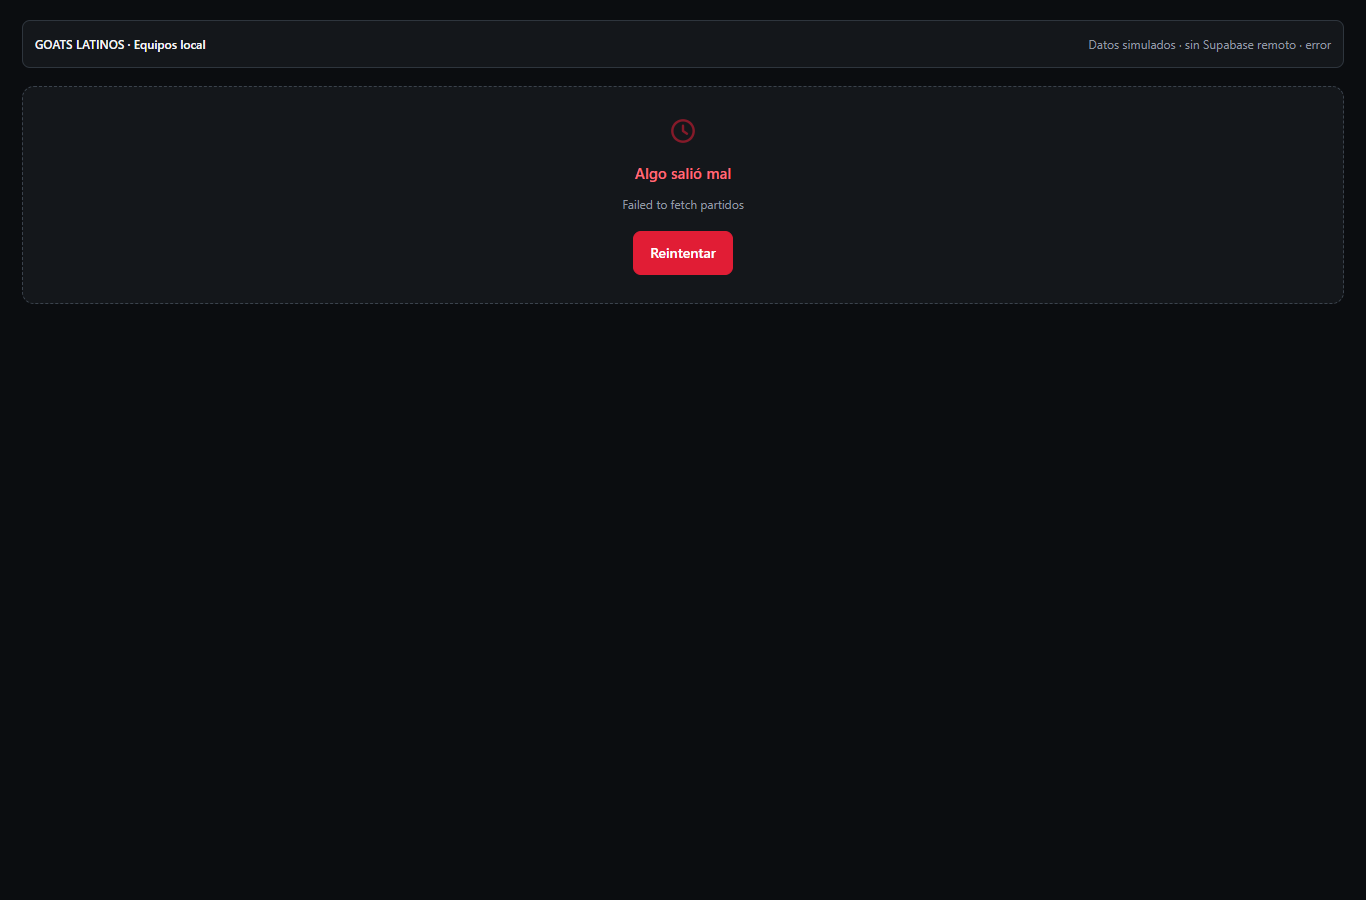 GOATS LATINOS · Equipos local
Datos simulados · sin Supabase remoto · error
Algo salió mal
Failed to fetch partidos
Reintentar